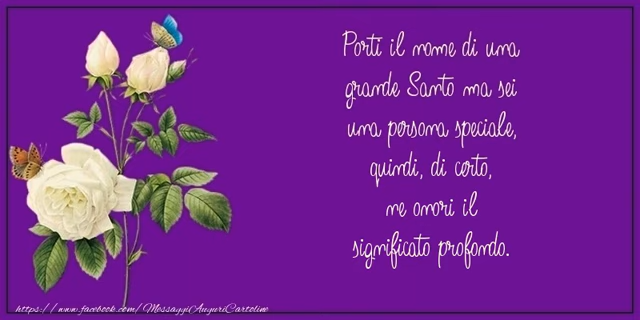 Porti il nome di una
grande Santo ma sei
una persona speciale,
quindi, di certo,
ne onori il
significato profondo.
https://www.facebook.com/MessaggiAuguriCartoline